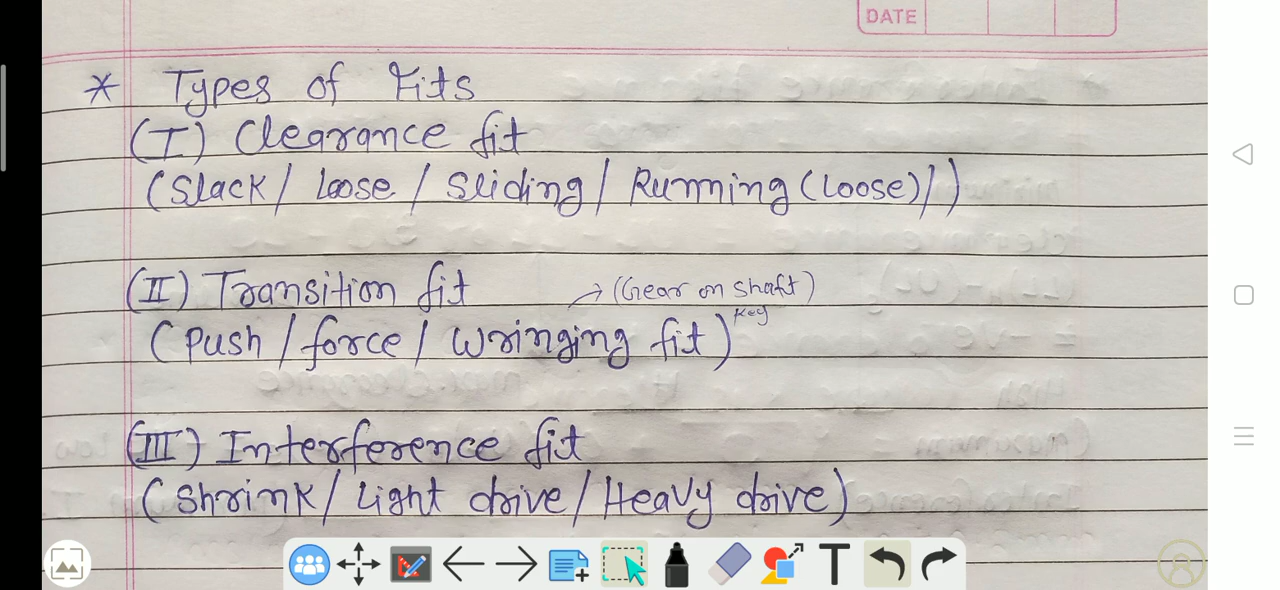 DATE
* Types of Fits
(I) Clearance fit
(Slack / Loose / Sliding / Running (Loose) / )
(II) Transition fit → (Gear on shaft)
key
(Push / force / Wringing fit)
(III) Interference fit
(Shrink / Light drive / Heavy drive)
T